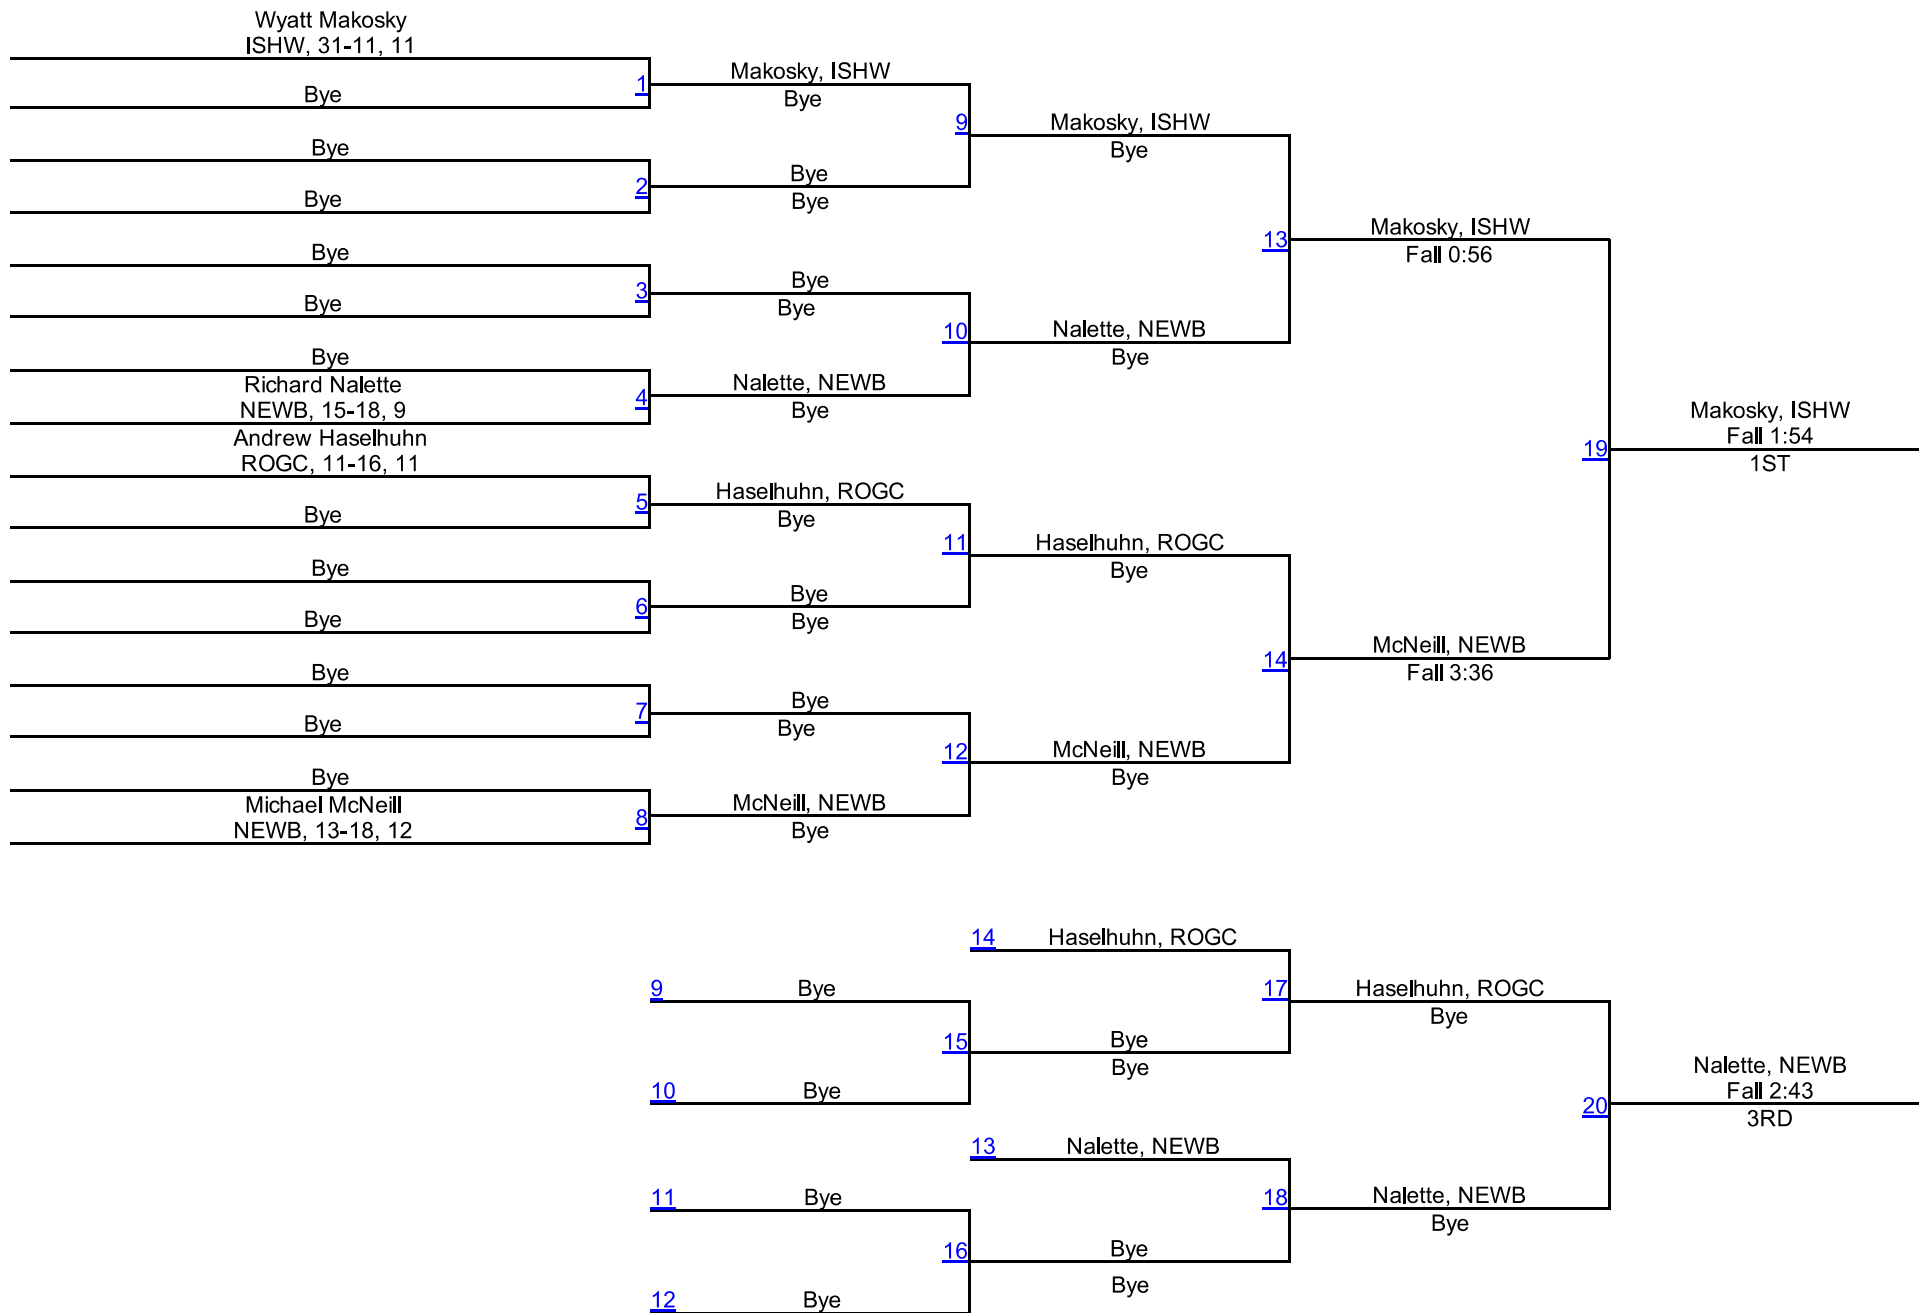 Wyatt Makosky
ISHW, 31-11, 11
1
Makosky, ISHW
Bye
Bye
9
Makosky, ISHW
Bye
Bye
2
Bye
Bye
Bye
13
Makosky, ISHW
Fall 0:56
Bye
3
Bye
Bye
Bye
10
Nalette, NEWB
Bye
Bye
Richard Nalette
NEWB, 15-18, 9
4
Nalette, NEWB
Bye
19
Makosky, ISHW
Fall 1:54
1ST
Andrew Haselhuhn
ROGC, 11-16, 11
5
Haselhuhn, ROGC
Bye
Bye
11
Haselhuhn, ROGC
Bye
Bye
6
Bye
Bye
Bye
14
McNeill, NEWB
Fall 3:36
Bye
7
Bye
Bye
Bye
12
McNeill, NEWB
Bye
Bye
Michael McNeill
NEWB, 13-18, 12
8
McNeill, NEWB
Bye
14
Haselhuhn, ROGC
9
Bye
17
Haselhuhn, ROGC
Bye
15
Bye
Bye
10
Bye
20
Nalette, NEWB
Fall 2:43
3RD
13
Nalette, NEWB
11
Bye
18
Nalette, NEWB
Bye
16
Bye
Bye
12
Bye